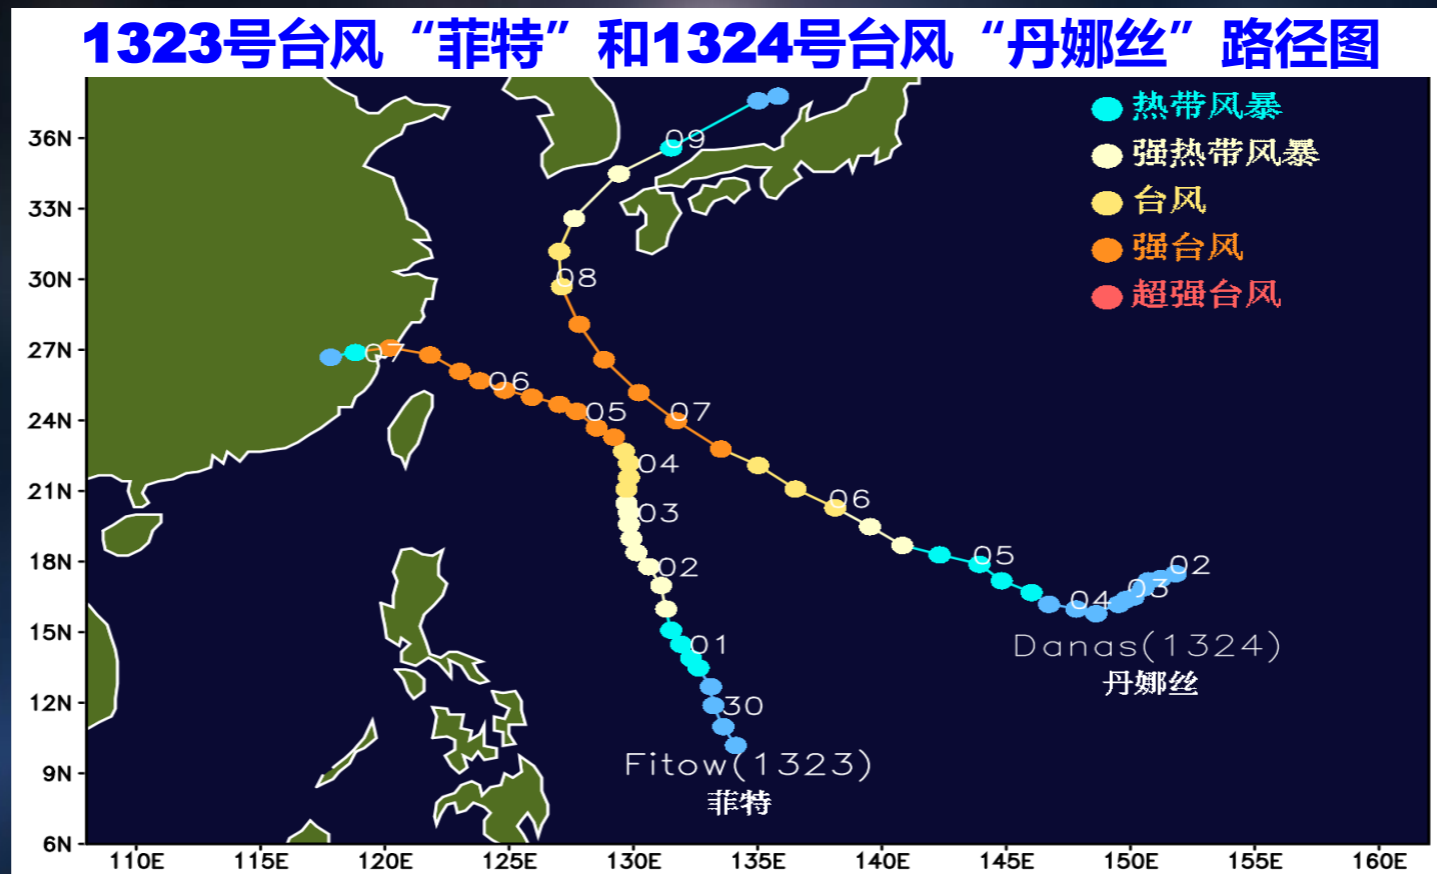 1323号台风“菲特”和1324号台风“丹娜丝”路径图
热带风暴
强热带风暴
台风
强台风
超强台风
36N
33N
30N
27N
24N
21N
18N
15N
12N
9N
6N
09
08
07
07
06
05
06
04
03
05
02
02
03
04
01
30
Danas(1324)
丹娜丝
Fitow(1323)
菲特
110E 115E 120E 125E 130E 135E 140E 145E 150E 155E 160E